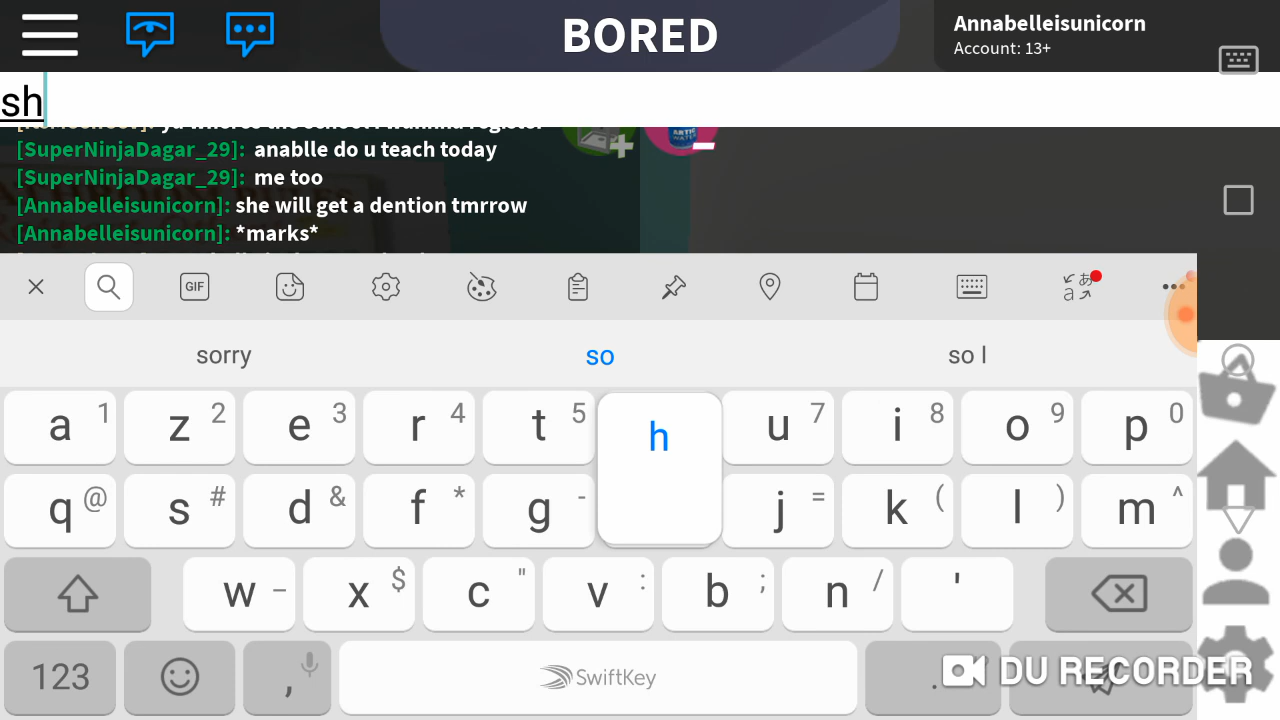 BORED
Annabelleisunicorn
Account: 13+
sh
[SuperNinjaDagar_29]: anablle do u teach today
[SuperNinjaDagar_29]: me too
[Annabelleisunicorn]: she will get a dention tmrrow
[Annabelleisunicorn]: *marks*
GIF
sorry so so I
a 1 z 2 e 3 r 4 t 5 h u 7 i 8 o 9 p 0
q @ s # d & f * g - j = k ( l ) m ^
w – x $ c " v : b ; n / '
123 , SwiftKey .
DU RECORDER